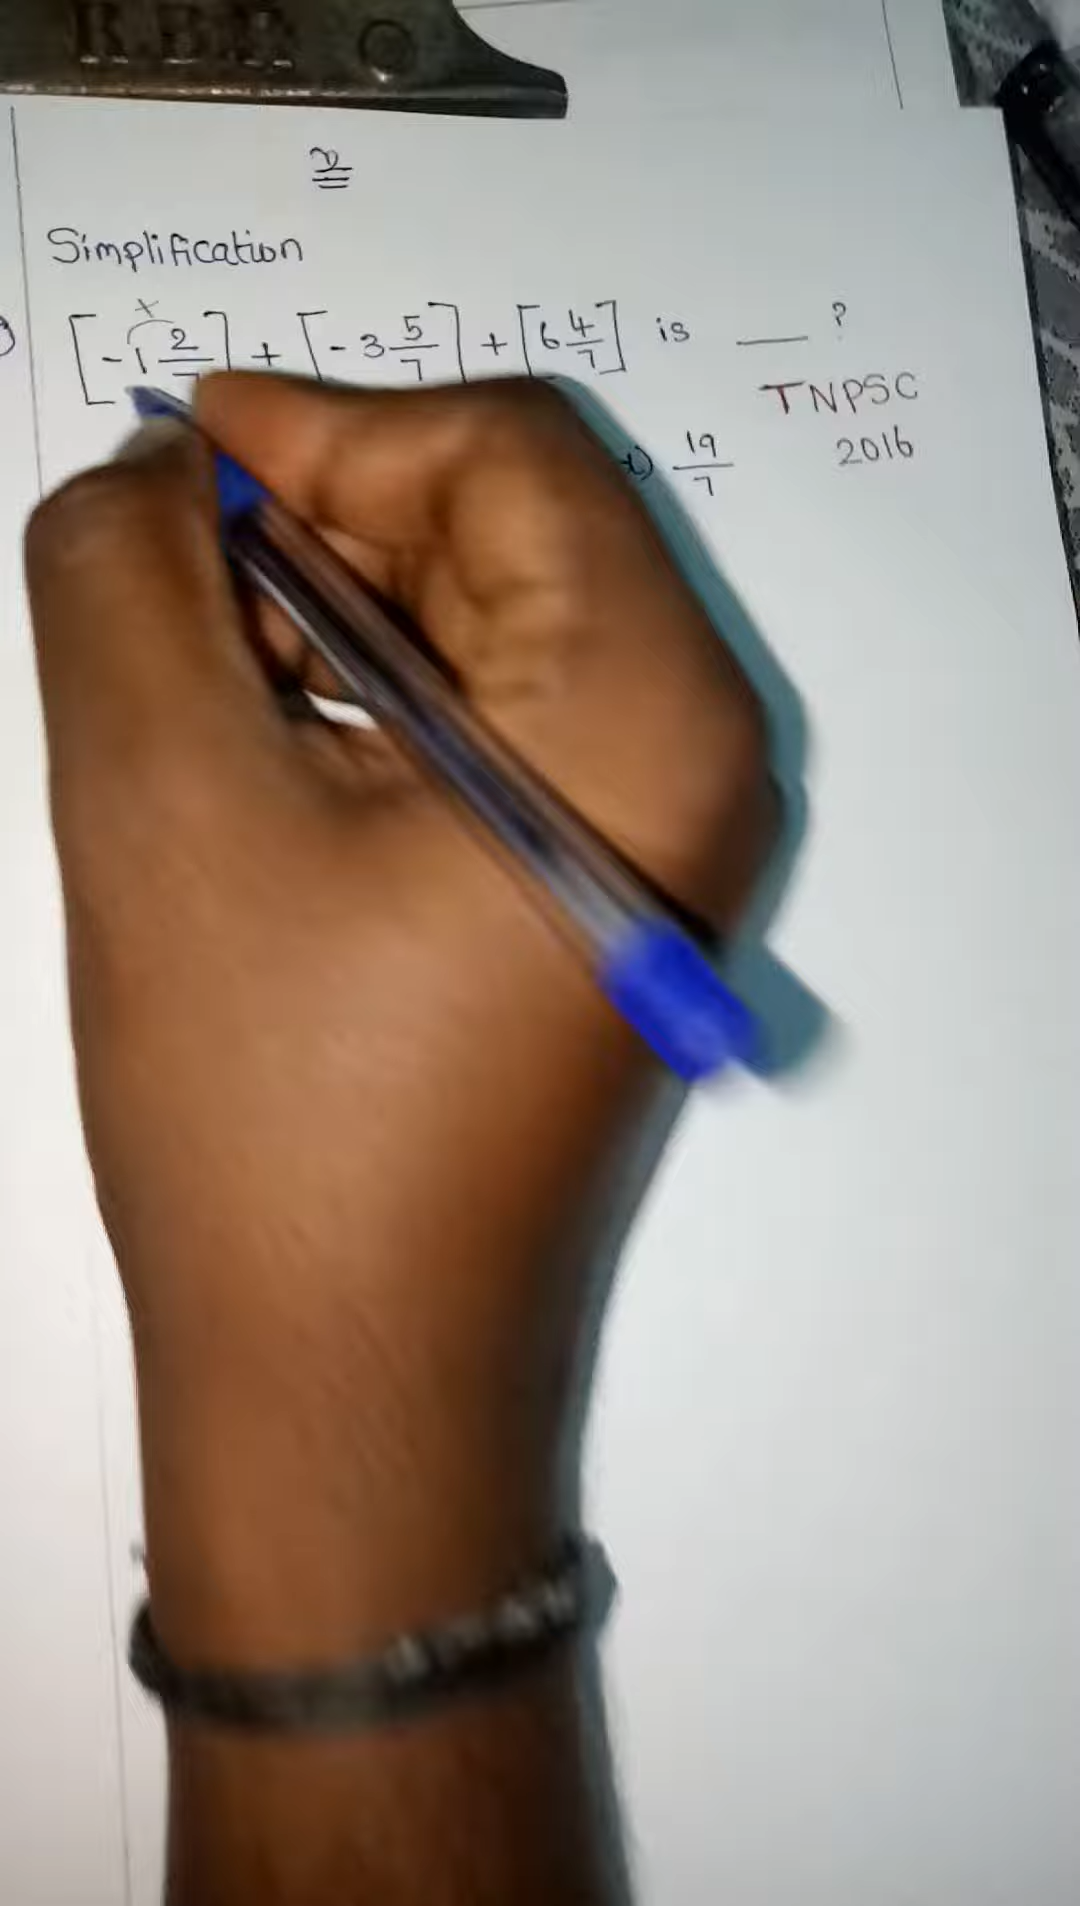 Simplification
[-1 2/7] + [-3 5/7] + [6 4/7] is ___ ?
TNPSC
19/7
2016